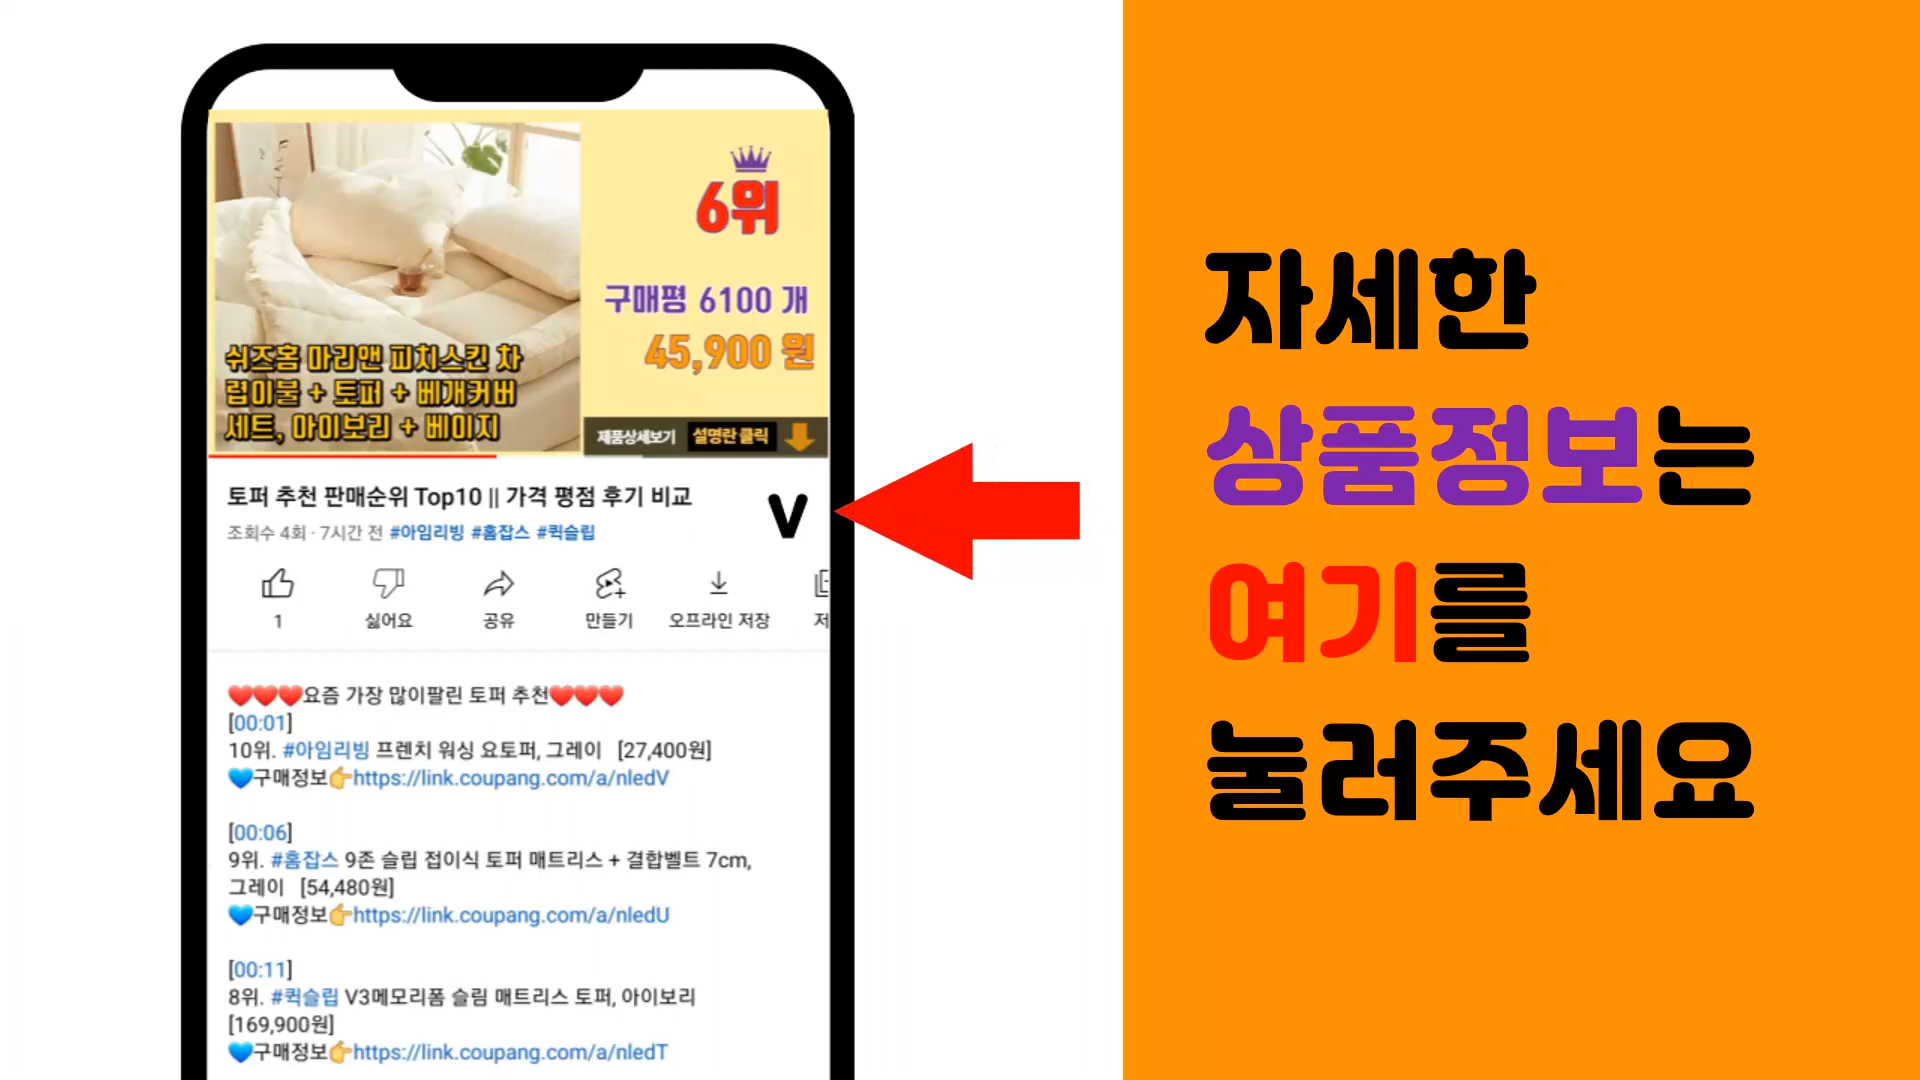 6위
구매평 6100 개
45,900 원
쉬즈홈 마리앤 피치스킨 차
렵이불 + 토퍼 + 베개커버
세트, 아이보리 + 베이지
제품상세보기 설명란 클릭
토퍼 추천 판매순위 Top10 || 가격 평점 후기 비교
V
조회수 4회 · 7시간 전 #아임리빙 #홈잡스 #퀵슬립
1 싫어요 공유 만들기 오프라인 저장 저
❤️❤️❤️요즘 가장 많이팔린 토퍼 추천❤️❤️❤️
[00:01]
10위. #아임리빙 프렌치 워싱 요토퍼, 그레이 [27,400원]
💙구매정보👉https://link.coupang.com/a/nledV
[00:06]
9위. #홈잡스 9존 슬립 접이식 토퍼 매트리스 + 결합벨트 7cm,
그레이 [54,480원]
💙구매정보👉https://link.coupang.com/a/nledU
[00:11]
8위. #퀵슬립 V3메모리폼 슬림 매트리스 토퍼, 아이보리
[169,900원]
💙구매정보👉https://link.coupang.com/a/nledT
자세한
상품정보는
여기를
눌러주세요